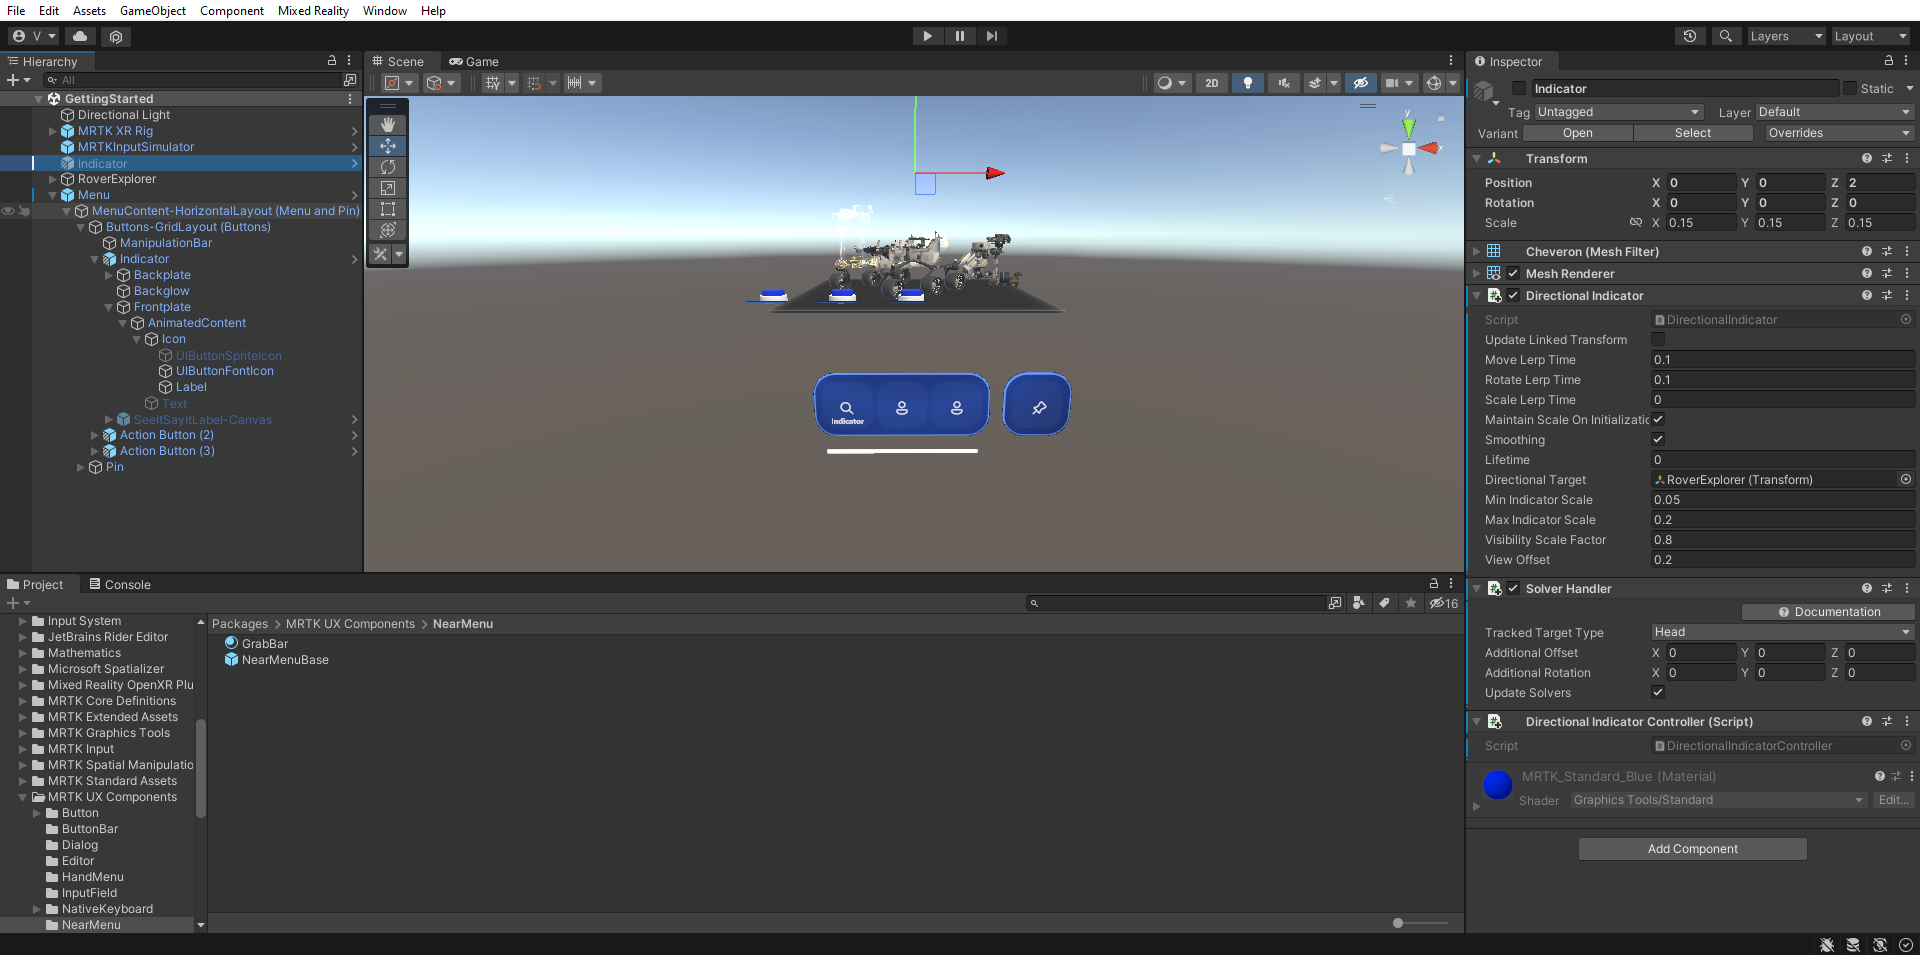 File Edit Assets GameObject Component Mixed Reality Window Help
V
Layers Layout
Hierarchy
All
GettingStarted
Directional Light
MRTK XR Rig
MRTKInputSimulator
Indicator
RoverExplorer
Menu
MenuContent-HorizontalLayout (Menu and Pin)
Buttons-GridLayout (Buttons)
ManipulationBar
Indicator
Backplate
Backglow
Frontplate
AnimatedContent
Icon
UIButtonSpriteIcon
UIButtonFontIcon
Label
Text
SeeItSayItLabel-Canvas
Action Button (2)
Action Button (3)
Pin
Scene Game
2D
y
x
Indicator
Inspector
Indicator Static
Tag Untagged Layer Default
Variant Open Select Overrides
Transform
Position X 0 Y 0 Z 2
Rotation X 0 Y 0 Z 0
Scale X 0.15 Y 0.15 Z 0.15
Cheveron (Mesh Filter)
Mesh Renderer
Directional Indicator
Script DirectionalIndicator
Update Linked Transform
Move Lerp Time 0.1
Rotate Lerp Time 0.1
Scale Lerp Time 0
Maintain Scale On Initializatic
Smoothing
Lifetime 0
Directional Target RoverExplorer (Transform)
Min Indicator Scale 0.05
Max Indicator Scale 0.2
Visibility Scale Factor 0.8
View Offset 0.2
Solver Handler
Documentation
Tracked Target Type Head
Additional Offset X 0 Y 0 Z 0
Additional Rotation X 0 Y 0 Z 0
Update Solvers
Directional Indicator Controller (Script)
Script DirectionalIndicatorController
MRTK_Standard_Blue (Material)
Shader Graphics Tools/Standard Edit...
Add Component
Project Console
16
Input System
JetBrains Rider Editor
Mathematics
Microsoft Spatializer
Mixed Reality OpenXR Plu
MRTK Core Definitions
MRTK Extended Assets
MRTK Graphics Tools
MRTK Input
MRTK Spatial Manipulatio
MRTK Standard Assets
MRTK UX Components
Button
ButtonBar
Dialog
Editor
HandMenu
InputField
NativeKeyboard
NearMenu
Packages > MRTK UX Components > NearMenu
GrabBar
NearMenuBase